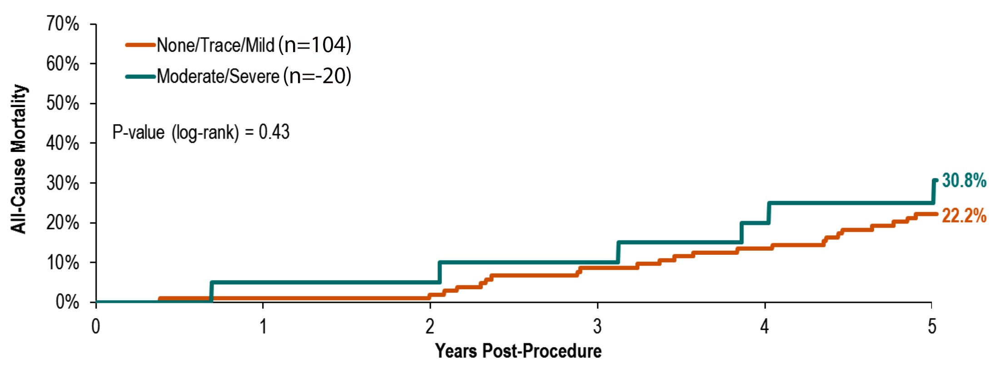 70%
None/Trace/Mild (n=104)
60%
Moderate/Severe (n=-20)
50%
P-value (log-rank) = 0.43
40%
30%
30.8%
20%
22.2%
10%
0%
All-Cause Mortality
0 1 2 3 4 5
Years Post-Procedure